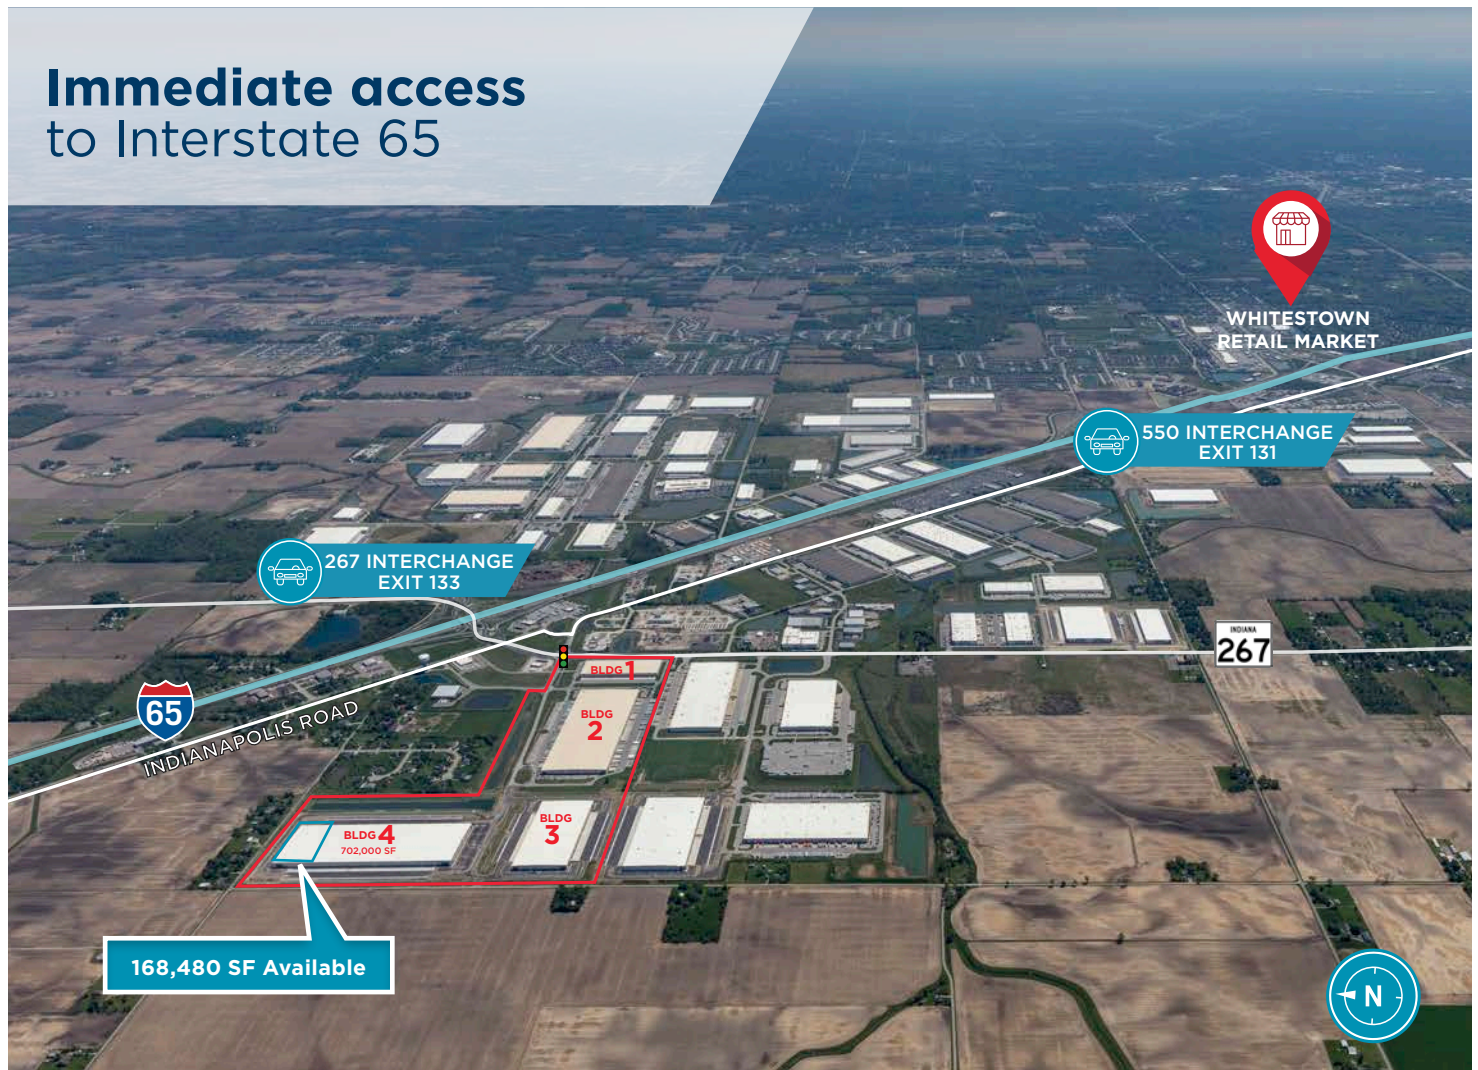 Immediate access
to Interstate 65
WHITESTOWN
RETAIL MARKET
550 INTERCHANGE
EXIT 131
267 INTERCHANGE
EXIT 133
INDIANA
267
BLDG 1
65
INDIANAPOLIS ROAD
BLDG
2
BLDG 4
702,000 SF
BLDG
3
168,480 SF Available
N